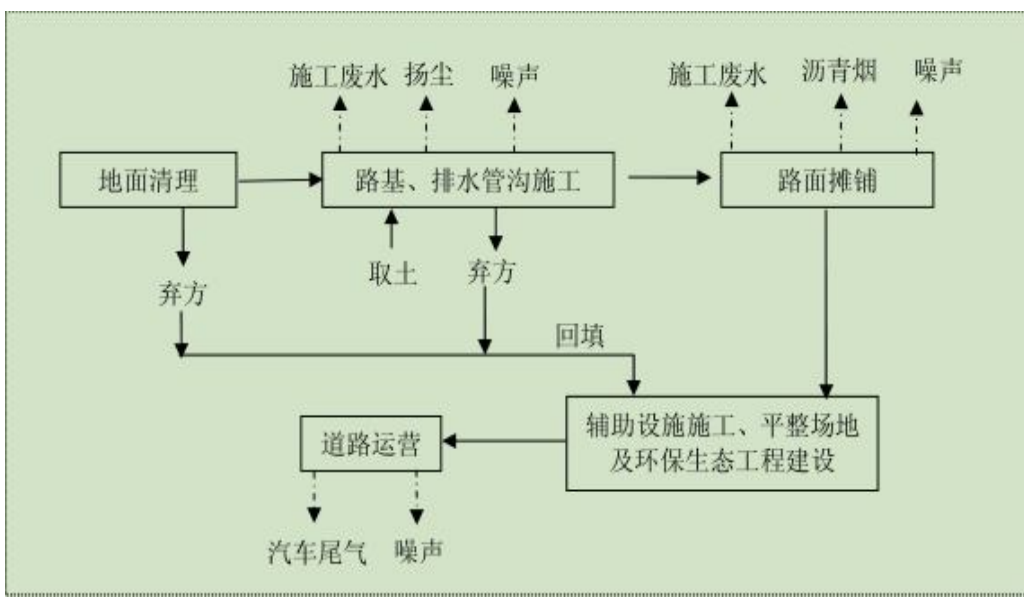 施工废水 扬尘 噪声
施工废水 沥青烟 噪声
地面清理
路基、排水管沟施工
路面摊铺
弃方
取土
弃方
回填
辅助设施施工、平整场地
及环保生态工程建设
道路运营
汽车尾气 噪声